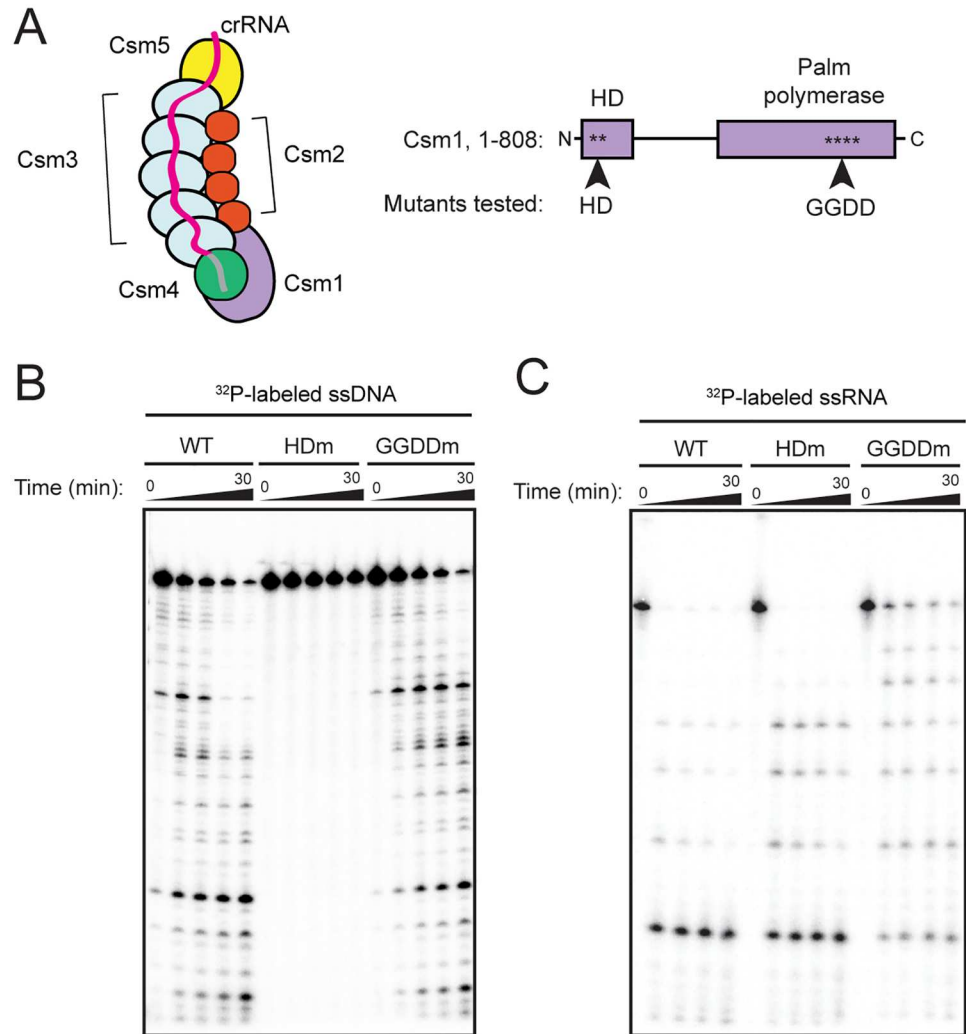 A
crRNA
Csm5
Csm3
Csm2
Csm4
Csm1
HD
Palm
polymerase
Csm1, 1-808:
N
**
****
C
Mutants tested:
HD
GGDD
B
³²P-labeled ssDNA
WT
HDm
GGDDm
Time (min):
0
30
0
30
0
30
C
³²P-labeled ssRNA
WT
HDm
GGDDm
Time (min):
0
30
0
30
0
30